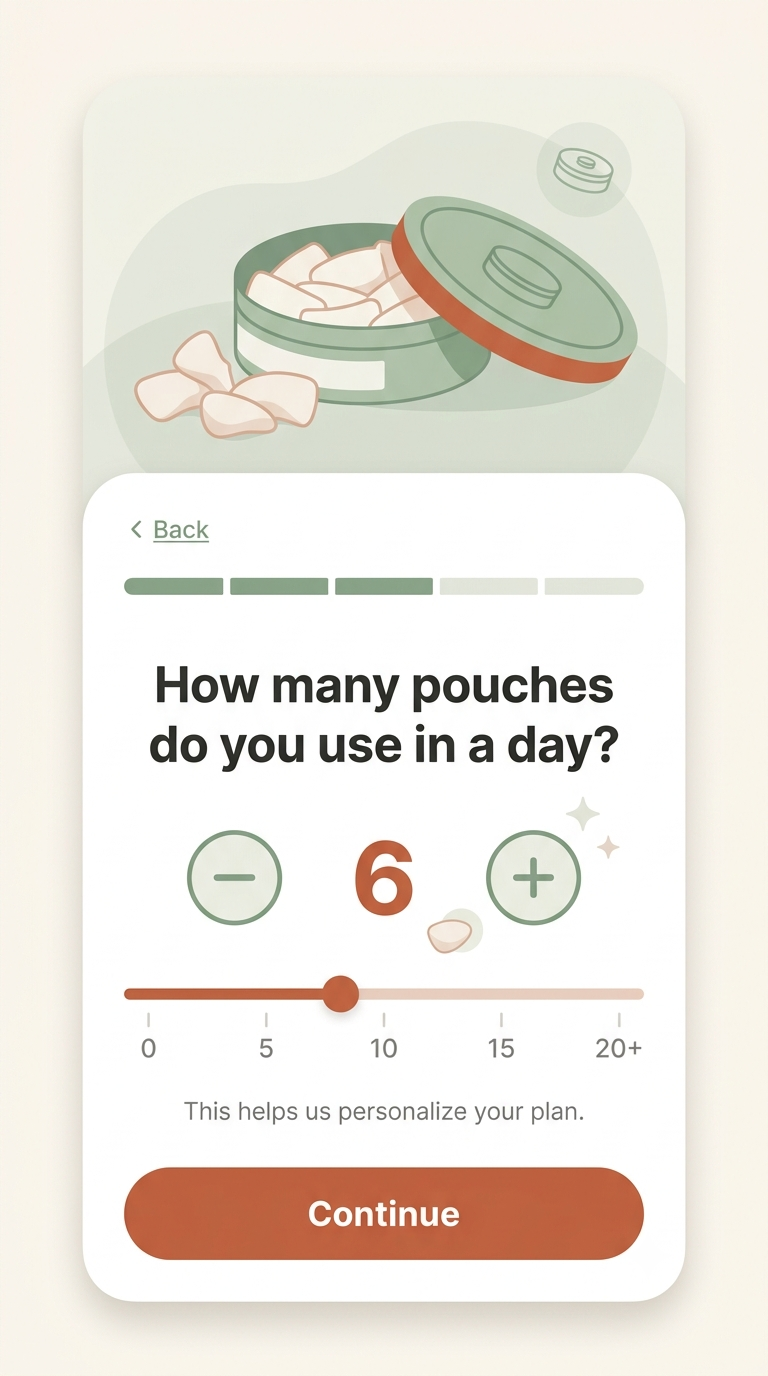 Back
How many pouches
do you use in a day?
6
0 5 10 15 20+
This helps us personalize your plan.
Continue